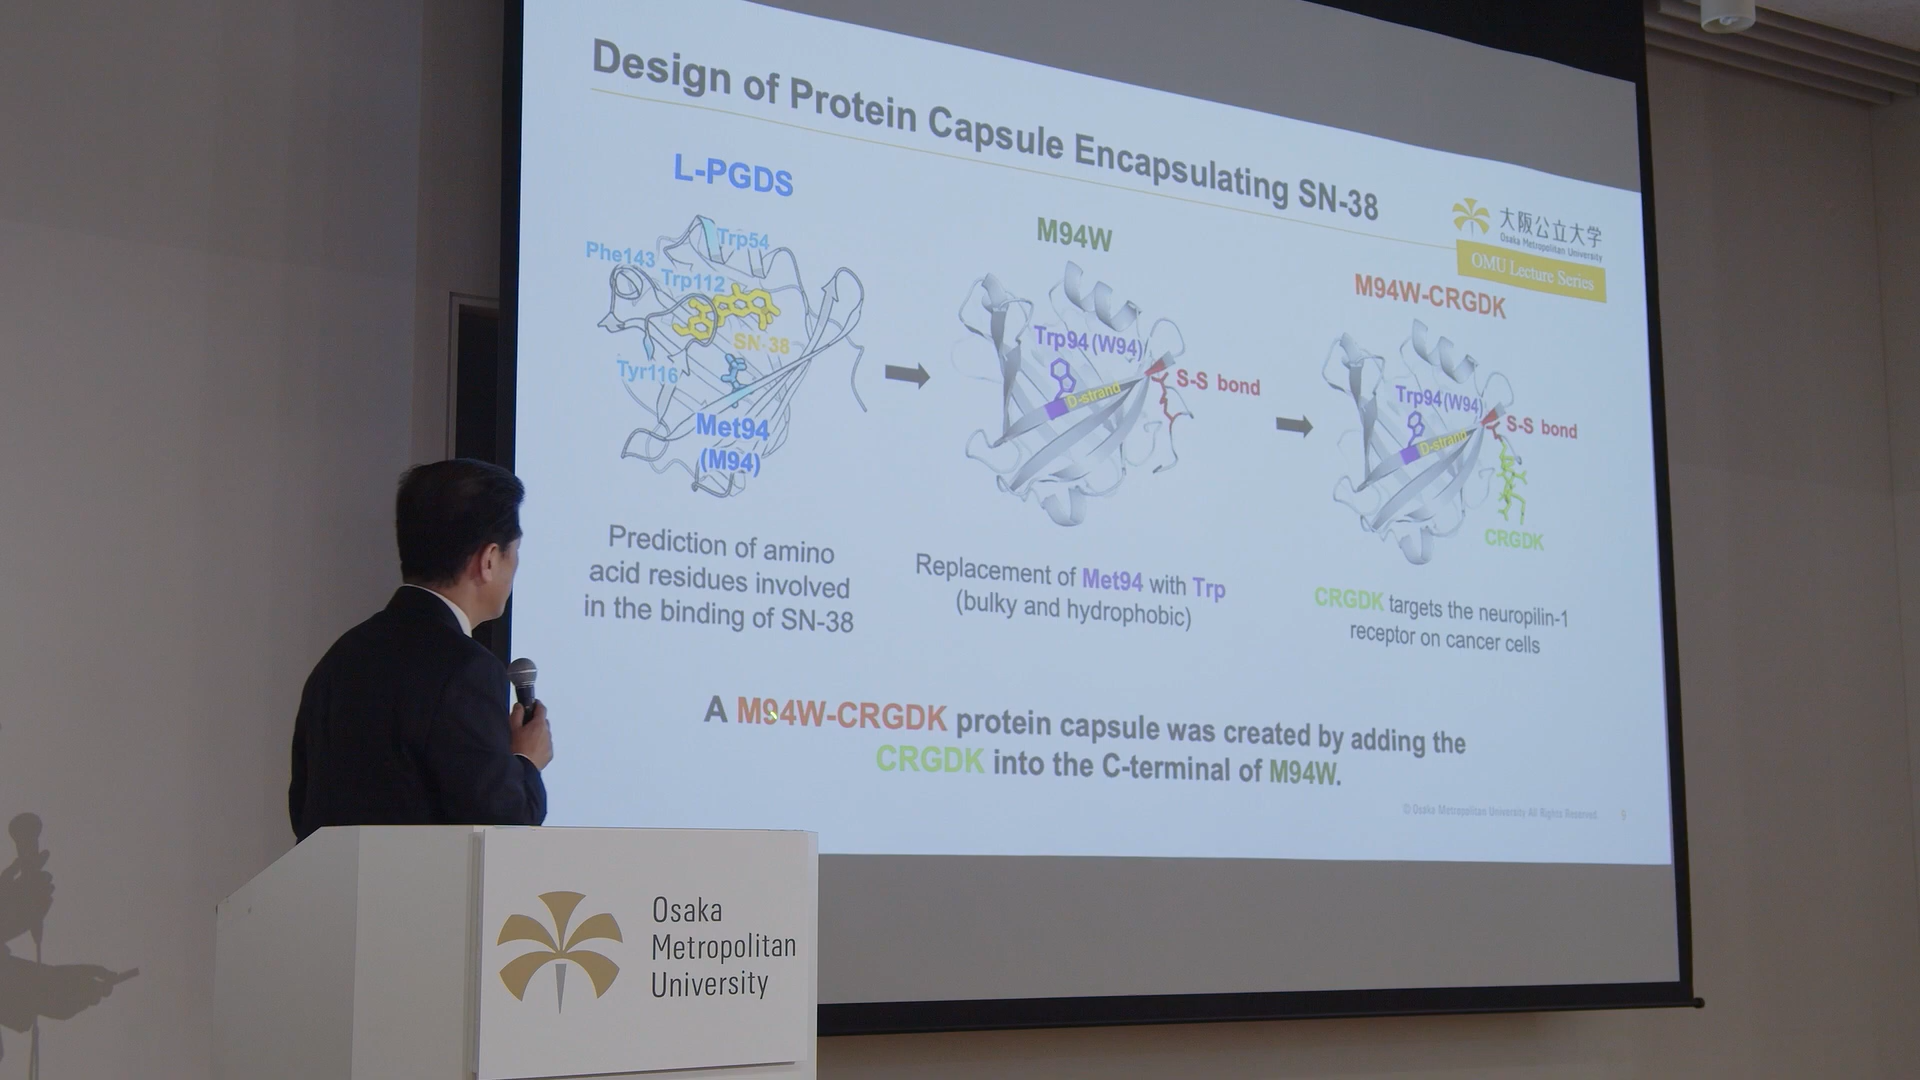 Design of Protein Capsule Encapsulating SN-38
大阪公立大学
Osaka Metropolitan University
OMU Lecture Series
L-PGDS
Trp54
Phe143
Trp112
SN-38
Tyr116
Met94
(M94)
Prediction of amino
acid residues involved
in the binding of SN-38
M94W
Trp94 (W94)
D-strand
S-S bond
Replacement of Met94 with Trp
(bulky and hydrophobic)
M94W-CRGDK
Trp94 (W94)
D-strand
S-S bond
CRGDK
CRGDK targets the neuropilin-1
receptor on cancer cells
A M94W-CRGDK protein capsule was created by adding the
CRGDK into the C-terminal of M94W.
© Osaka Metropolitan University All Rights Reserved.
9
Osaka
Metropolitan
University